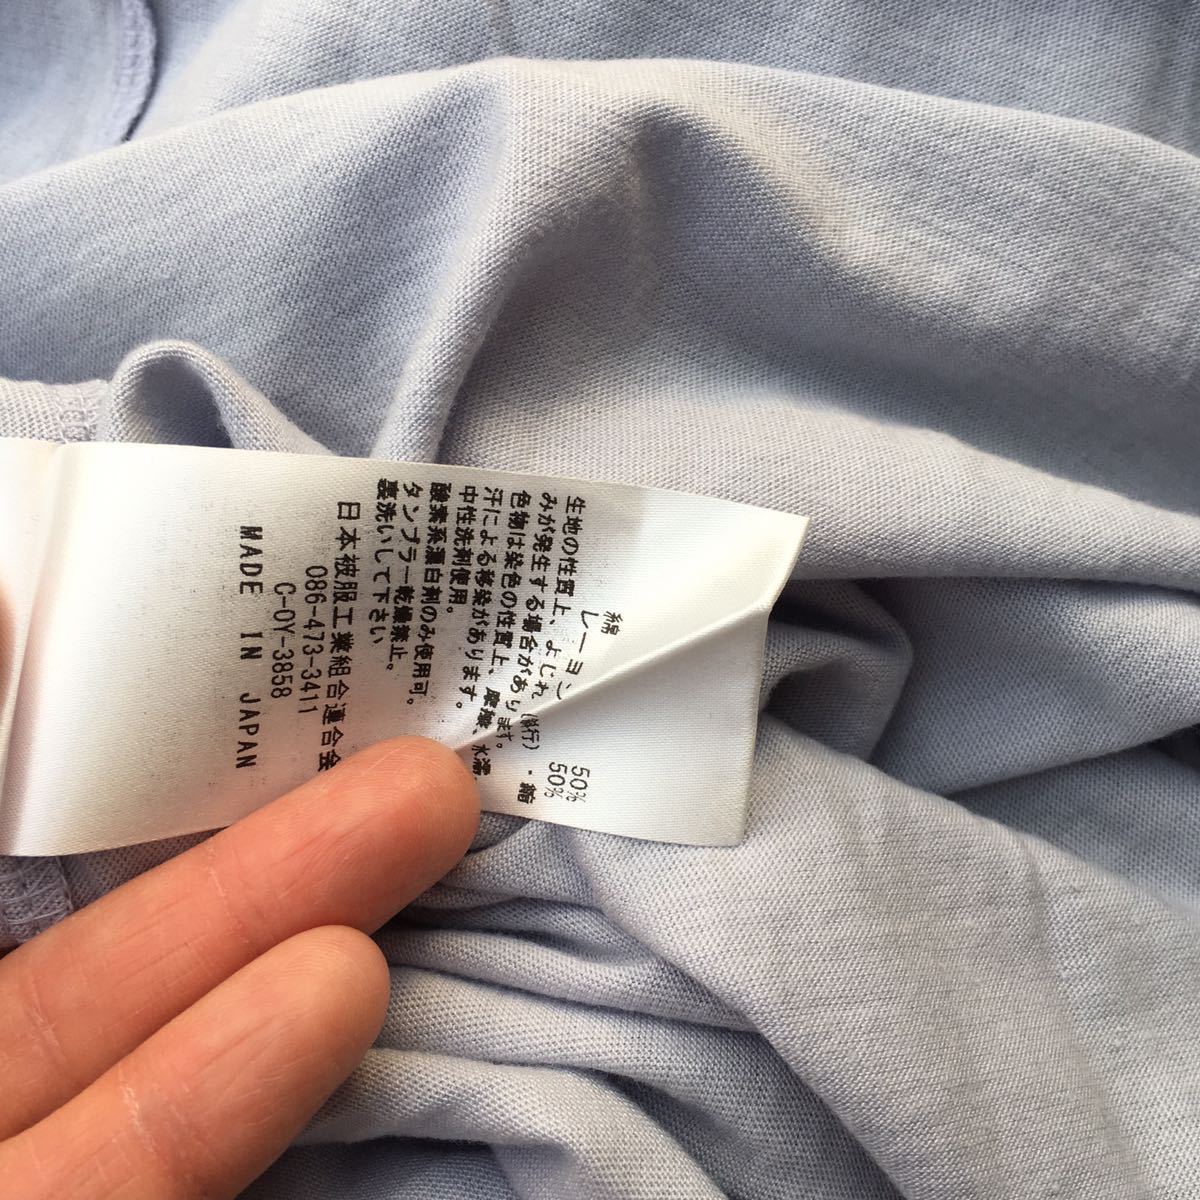 綿 50%
レーヨン 50%
生地の性質上、よじれ(斜行)・縮
みが発生する場合があります。
色物は染色の性質上、摩擦、水濡
汗による移染があります。
中性洗剤使用。
酸素系漂白剤のみ使用可。
タンブラー乾燥禁止。
裏洗いして下さい
日本被服工業組合連合会
086-473-3411
C-OY-3858
MADE IN JAPAN